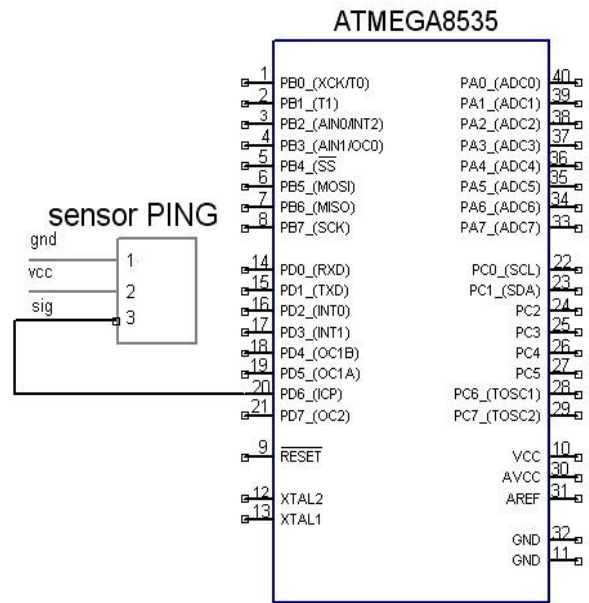 ATMEGA8535
1 PB0_(XCK/T0) PA0_(ADC0) 40
2 PB1_(T1) PA1_(ADC1) 39
3 PB2_(AIN0/INT2) PA2_(ADC2) 38
4 PB3_(AIN1/OC0) PA3_(ADC3) 37
5 PB4_(SS PA4_(ADC4) 36
6 PB5_(MOSI) PA5_(ADC5) 35
7 PB6_(MISO) PA6_(ADC6) 34
8 PB7_(SCK) PA7_(ADC7) 33
sensor PING
gnd 1
vcc 2
sig 3
14 PD0_(RXD) PC0_(SCL) 22
15 PD1_(TXD) PC1_(SDA) 23
16 PD2_(INT0) PC2 24
17 PD3_(INT1) PC3 25
18 PD4_(OC1B) PC4 26
19 PD5_(OC1A) PC5 27
20 PD6_(ICP) PC6_(TOSC1) 28
21 PD7_(OC2) PC7_(TOSC2) 29
9 RESET VCC 10
AVCC 30
12 XTAL2 AREF 31
13 XTAL1
GND 32
GND 11